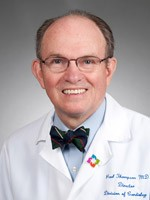 Paul Thompson MD
Director
Division of Cardiology